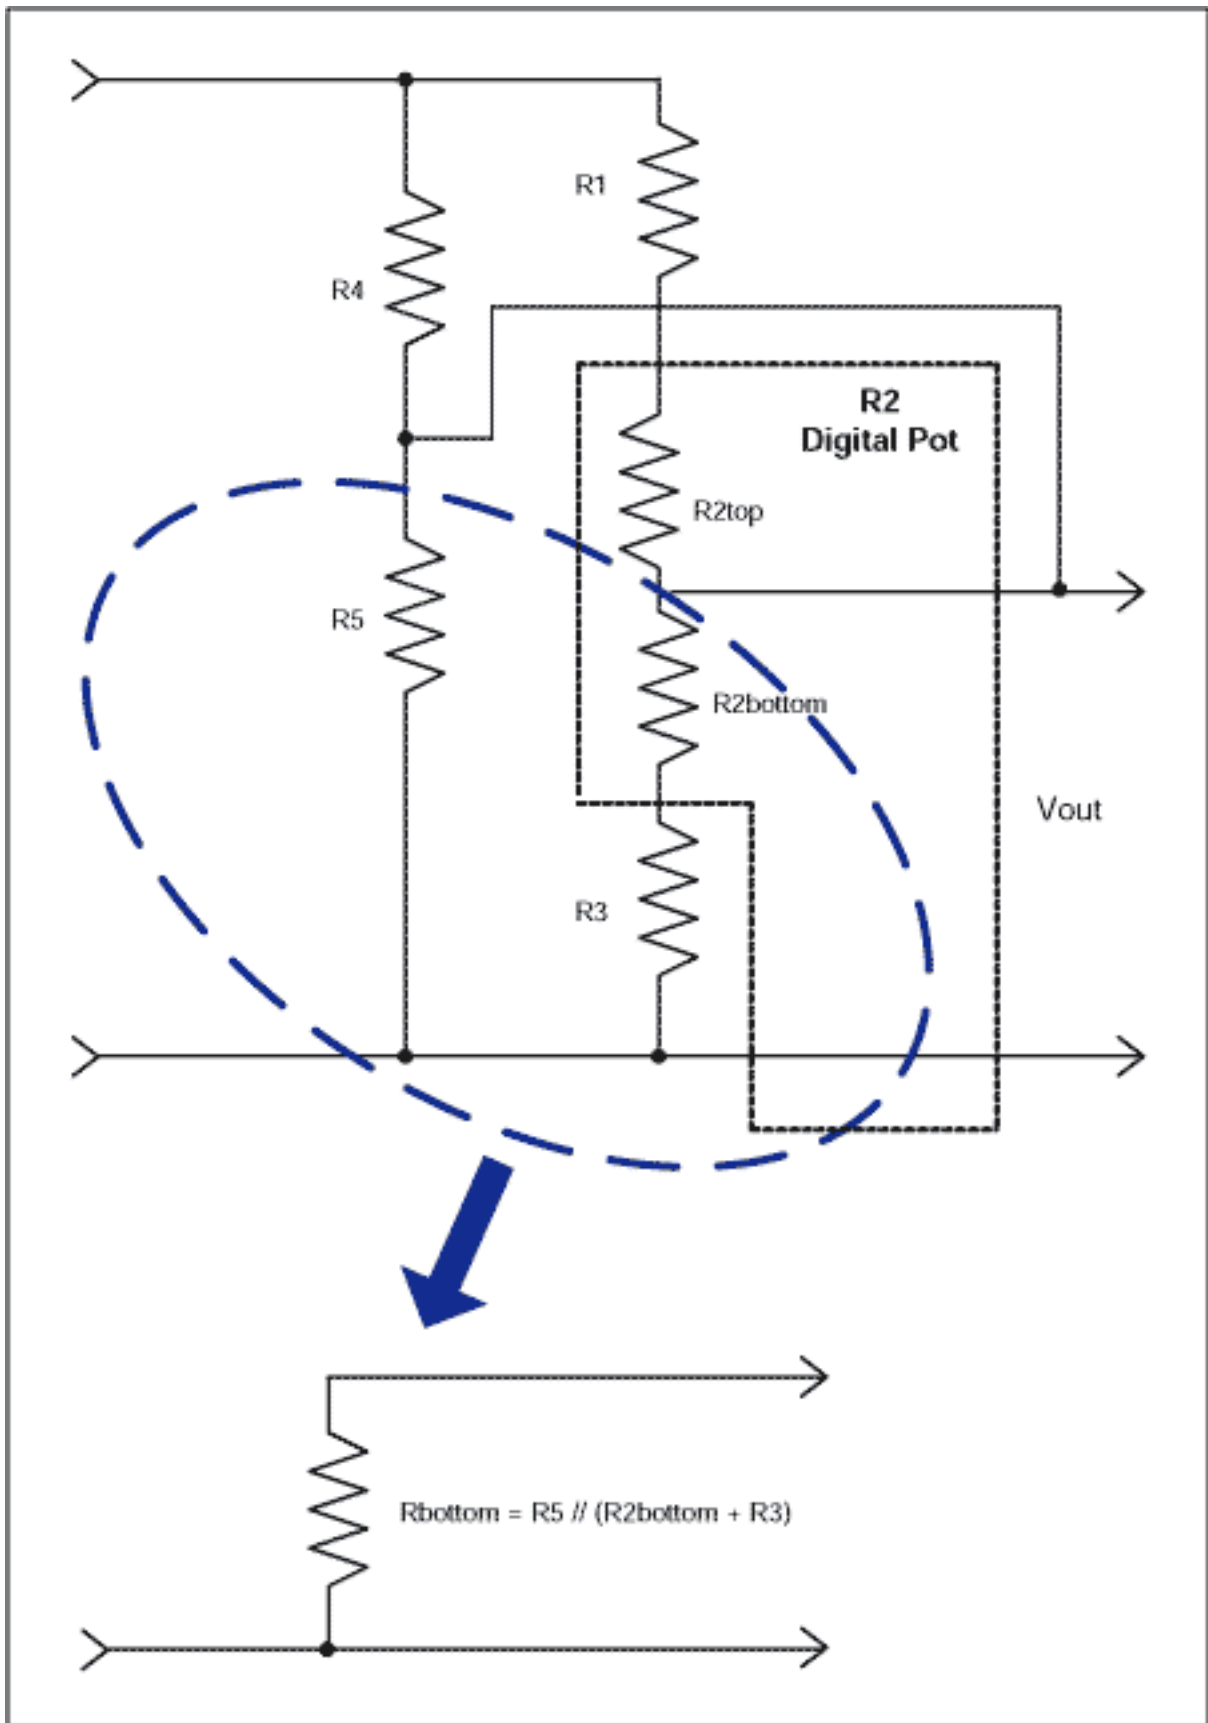 R1
R4
R2
Digital Pot
R2top
R5
R2bottom
Vout
R3
Rbottom = R5 // (R2bottom + R3)